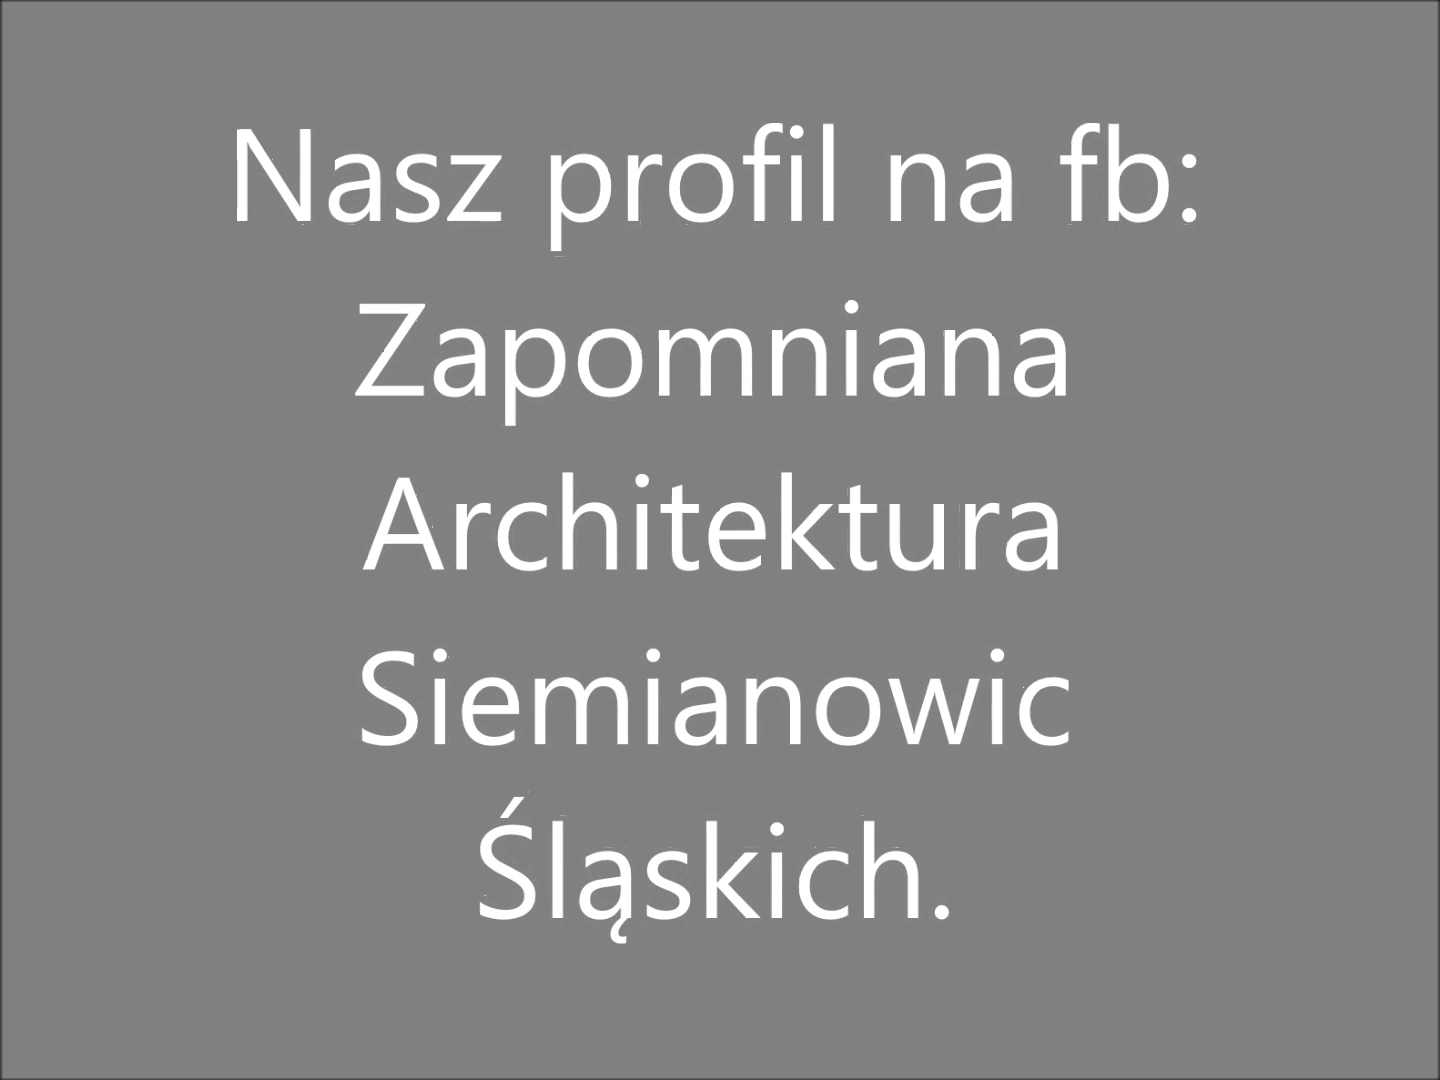 Nasz profil na fb:
Zapomniana
Architektura
Siemianowic
Śląskich.